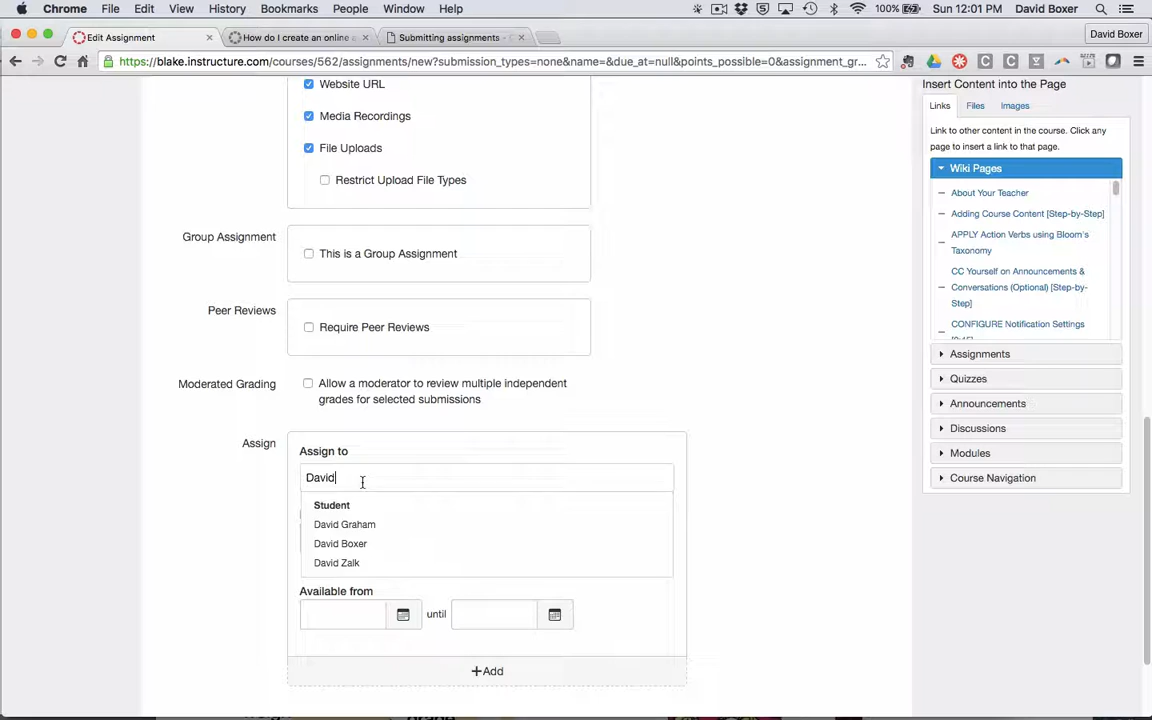 Chrome File Edit View History Bookmarks People Window Help 100% Sun 12:01 PM David Boxer
Edit Assignment How do I create an online a Submitting assignments - C David Boxer
https://blake.instructure.com/courses/562/assignments/new?submission_types=none&name=&due_at=null&points_possible=0&assignment_gr...
Website URL
Media Recordings
File Uploads
Restrict Upload File Types
Group Assignment
This is a Group Assignment
Peer Reviews
Require Peer Reviews
Moderated Grading
Allow a moderator to review multiple independent
grades for selected submissions
Assign
Assign to
David
Student
David Graham
David Boxer
David Zalk
Available from
until
+Add
Insert Content into the Page
Links Files Images
Link to other content in the course. Click any
page to insert a link to that page.
Wiki Pages
About Your Teacher
Adding Course Content [Step-by-Step]
APPLY Action Verbs using Bloom's
Taxonomy
CC Yourself on Announcements &
Conversations (Optional) [Step-by-
Step]
CONFIGURE Notification Settings
Assignments
Quizzes
Announcements
Discussions
Modules
Course Navigation